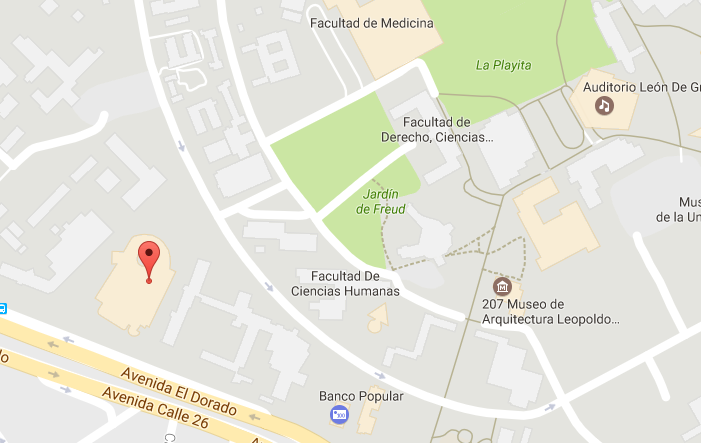 Facultad de Medicina
La Playita
Auditorio León De Gr
Facultad de
Derecho, Ciencias...
Jardín
de Freud
Mus
de la Un
Facultad De
Ciencias Humanas
207 Museo de
Arquitectura Leopoldo...
Avenida El Dorado
Avenida Calle 26
Banco Popular